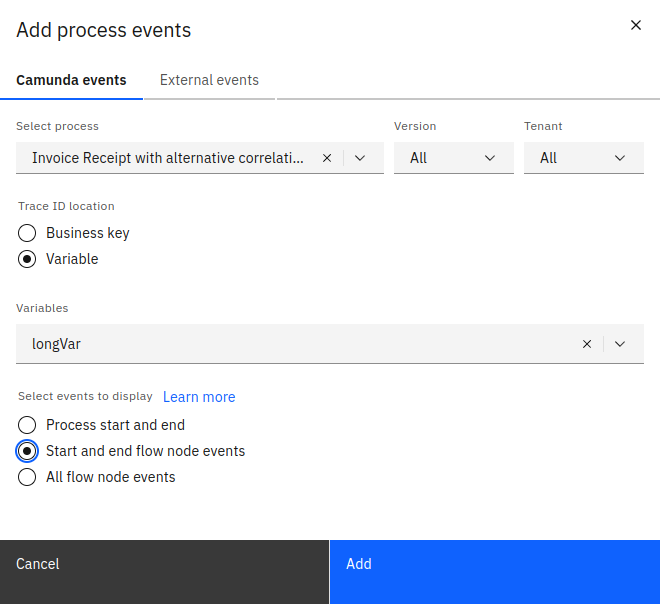 Add process events
Camunda events External events
Select process Version Tenant
Invoice Receipt with alternative correlati... All All
Trace ID location
Business key
Variable
Variables
longVar
Select events to display Learn more
Process start and end
Start and end flow node events
All flow node events
Cancel Add